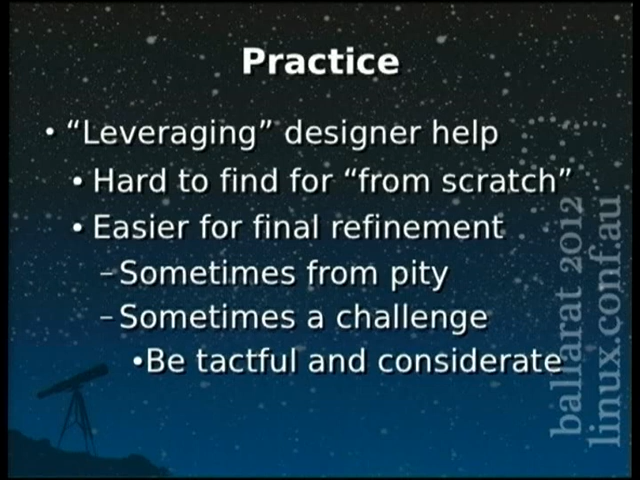 Practice
• “Leveraging” designer help
• Hard to find for “from scratch”
• Easier for final refinement
–Sometimes from pity
–Sometimes a challenge
•Be tactful and considerate
ballarat 2012
linux.conf.au